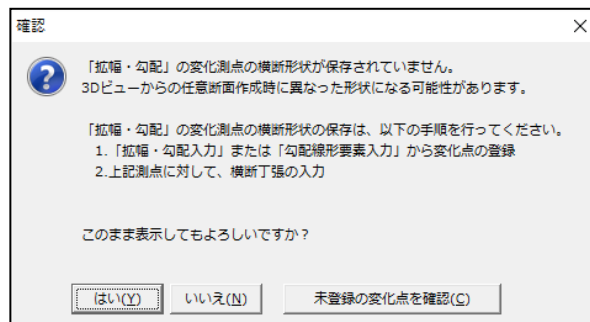 確認
「拡幅・勾配」の変化測点の横断形状が保存されていません。
3Dビューからの任意断面作成時に異なった形状になる可能性があります。
「拡幅・勾配」の変化測点の横断形状の保存は、以下の手順を行ってください。
1.「拡幅・勾配入力」または「勾配線形要素入力」から変化点の登録
2.上記測点に対して、横断丁張の入力
このまま表示してもよろしいですか？
はい(Y)
いいえ(N)
未登録の変化点を確認(C)